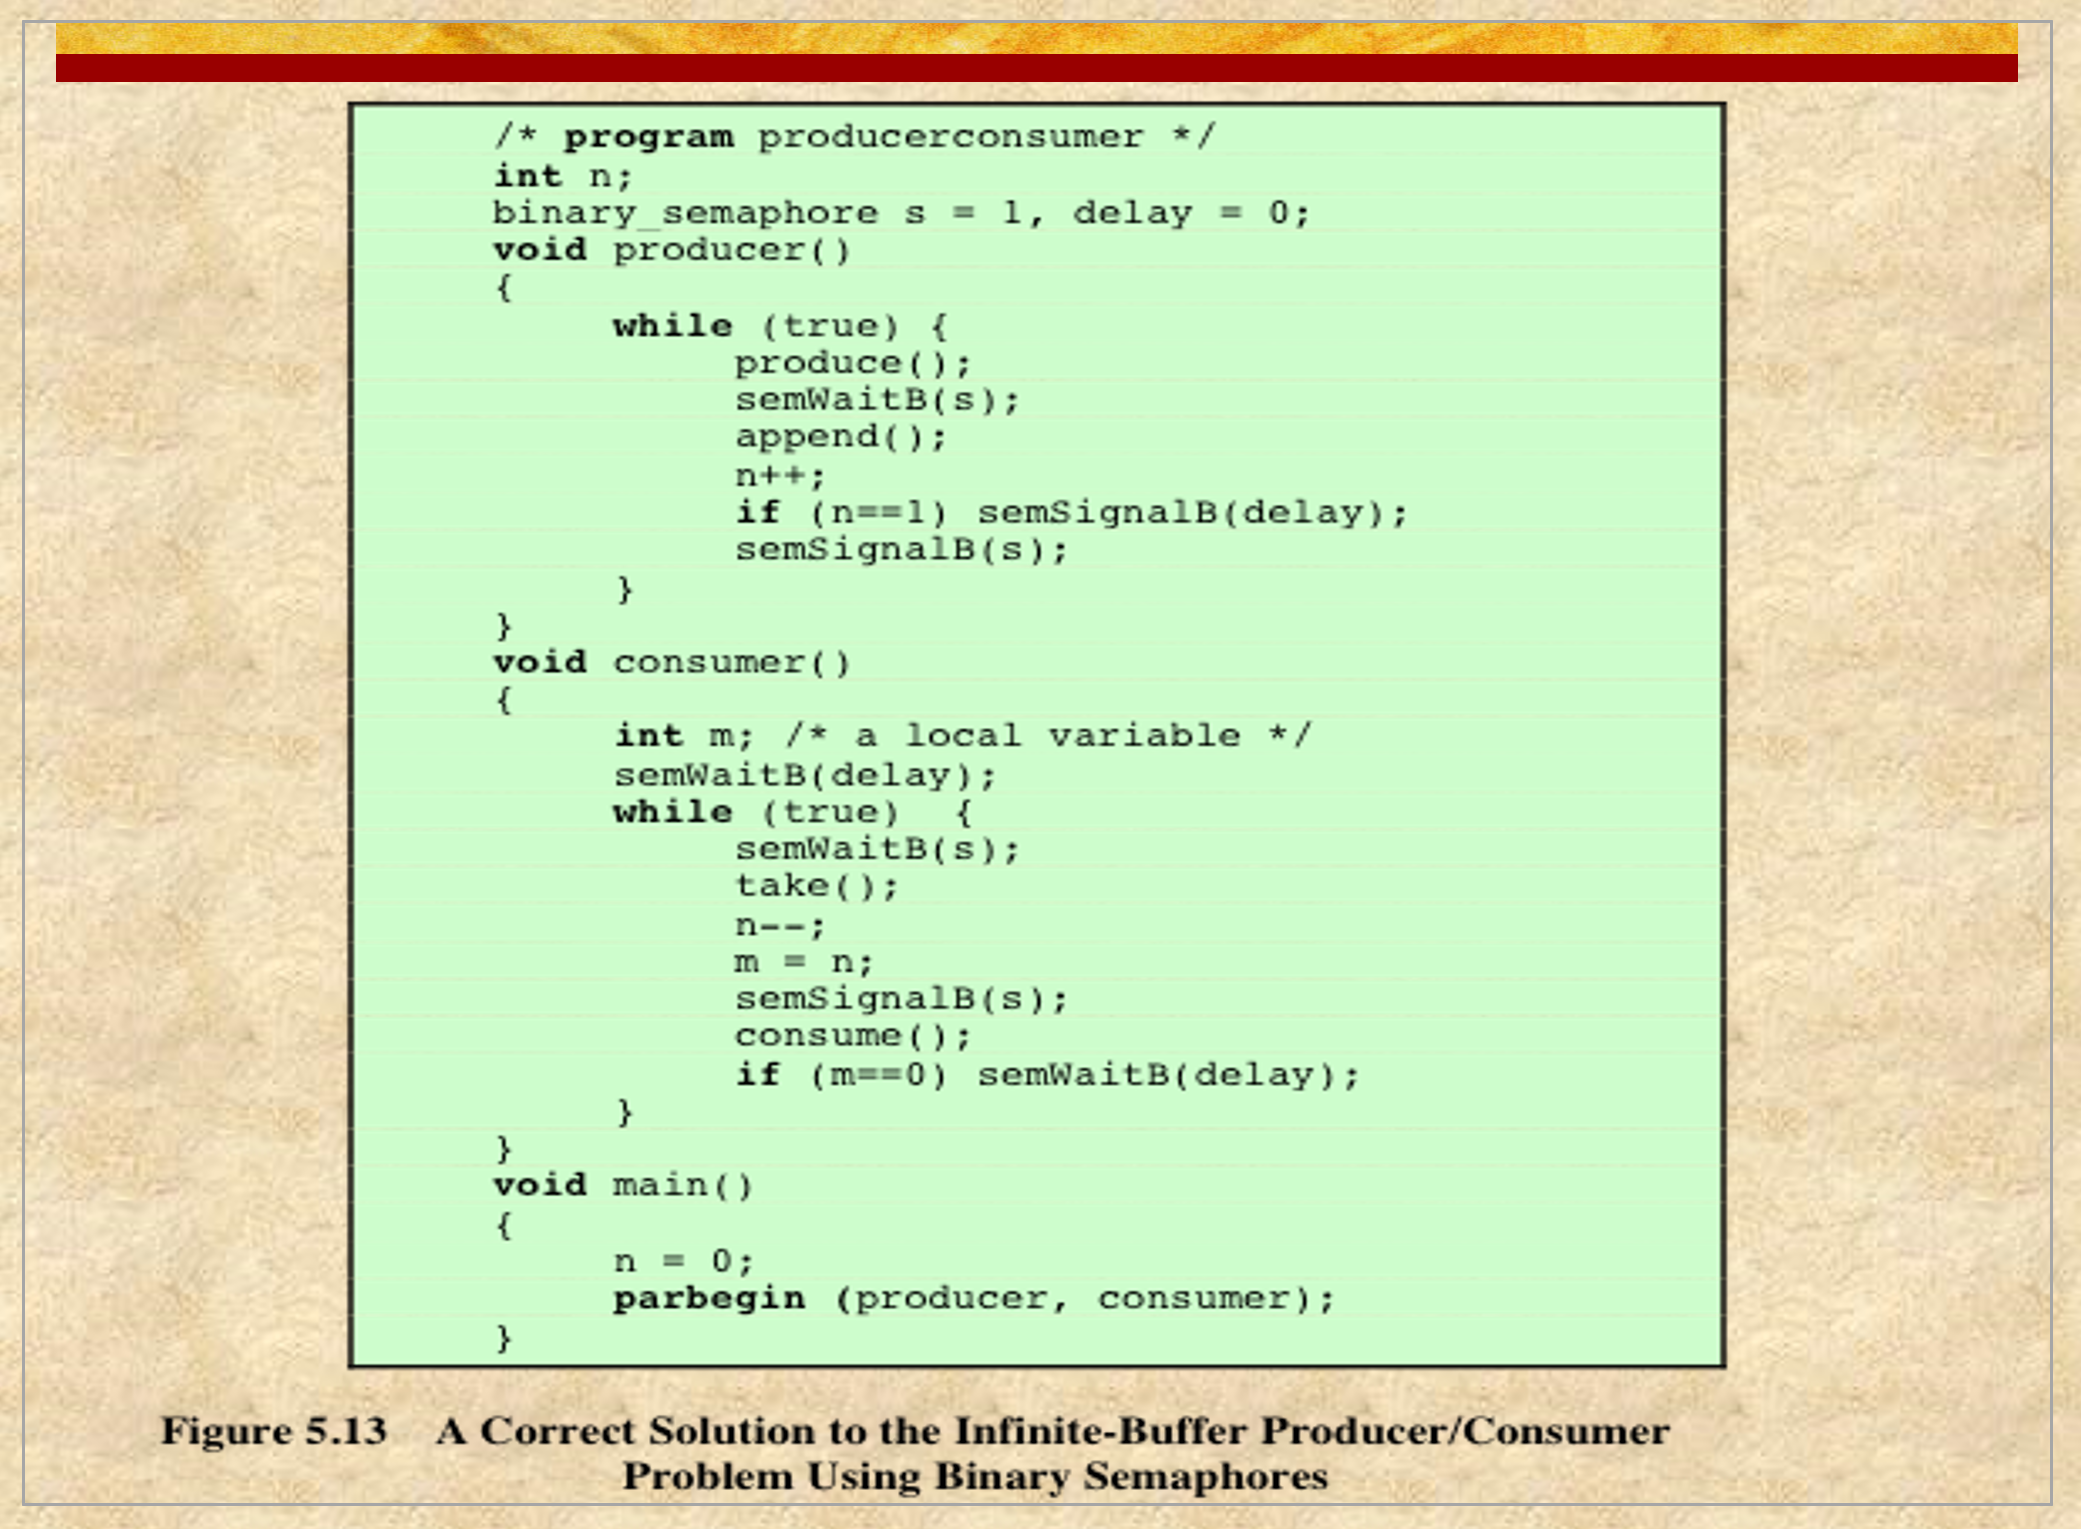 /* program producerconsumer */
int n;
binary_semaphore s = 1, delay = 0;
void producer()
{
while (true) {
produce();
semWaitB(s);
append();
n++;
if (n==1) semSignalB(delay);
semSignalB(s);
}
}
void consumer()
{
int m; /* a local variable */
semWaitB(delay);
while (true) {
semWaitB(s);
take();
n--;
m = n;
semSignalB(s);
consume();
if (m==0) semWaitB(delay);
}
}
void main()
{
n = 0;
parbegin (producer, consumer);
}
Figure 5.13 A Correct Solution to the Infinite-Buffer Producer/Consumer
Problem Using Binary Semaphores